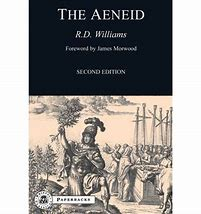 THE AENEID
R.D. Williams
Foreword by James Morwood
SECOND EDITION
PAPERBACKS